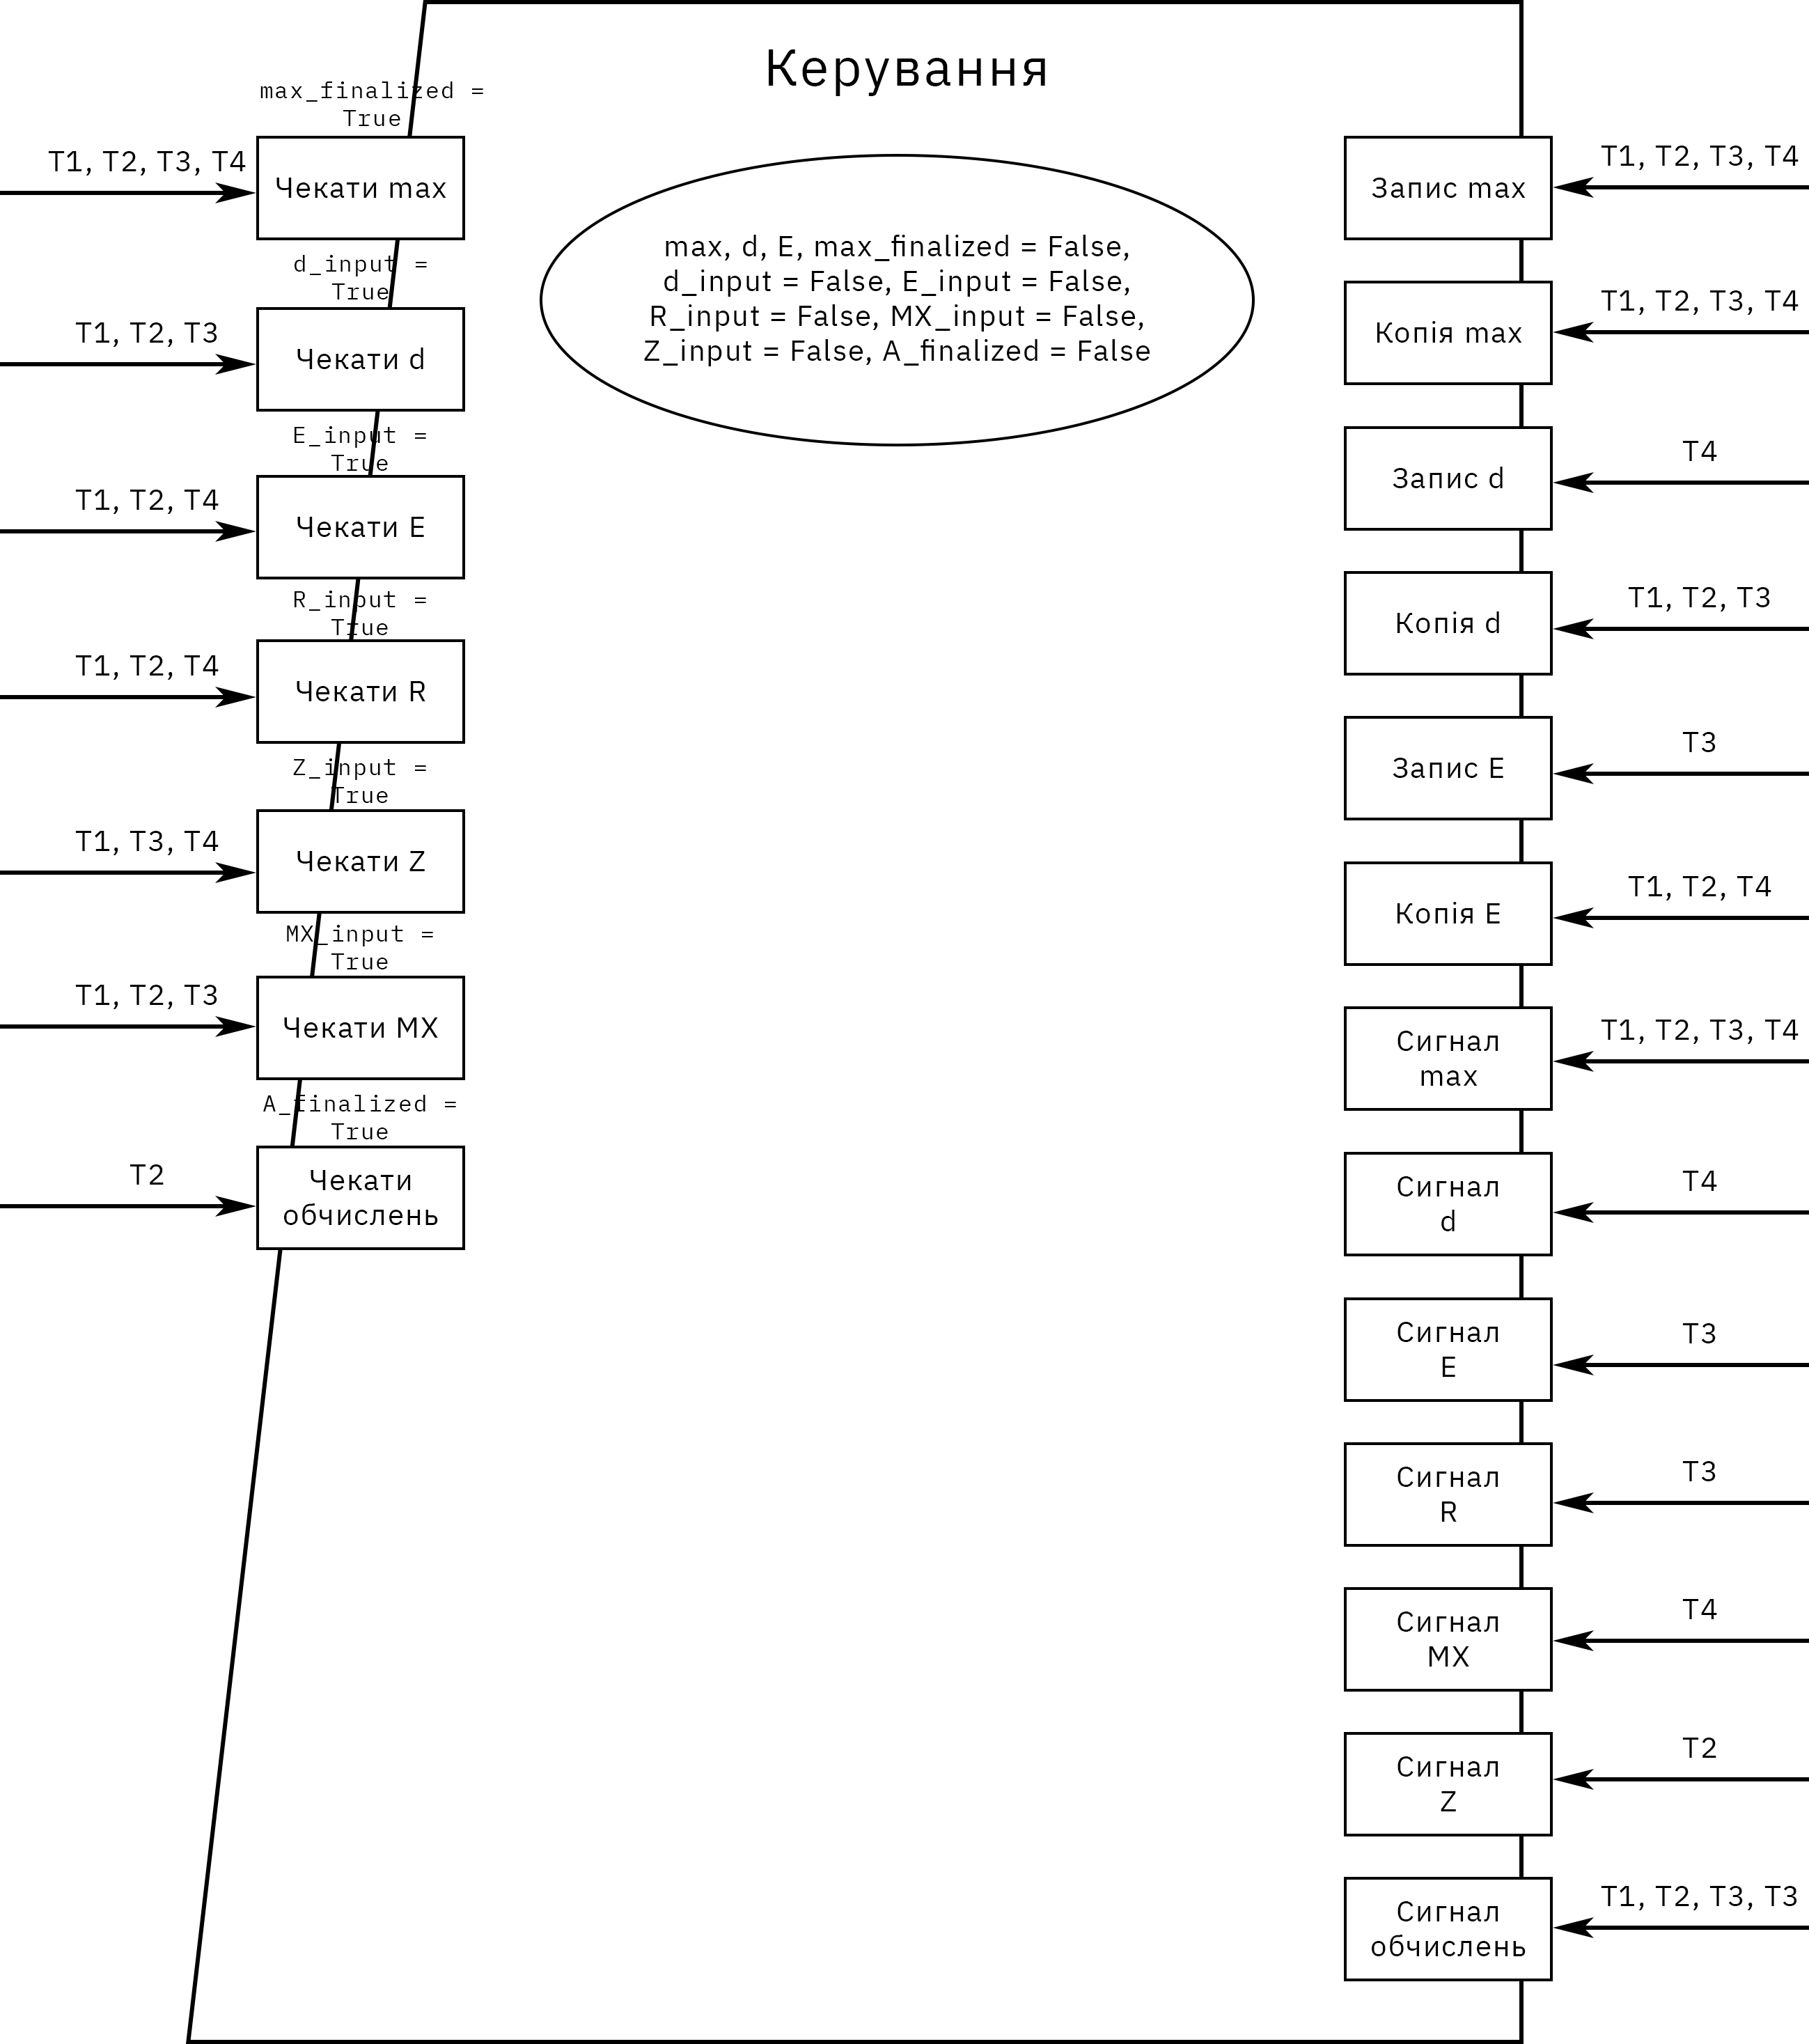 Керування
max_finalized =
True
T1, T2, T3, T4
Чекати max
d_input =
True
T1, T2, T3
Чекати d
E_input =
True
T1, T2, T4
Чекати E
R_input =
True
T1, T2, T4
Чекати R
Z_input =
True
T1, T3, T4
Чекати Z
MX_input =
True
T1, T2, T3
Чекати MX
A_finalized =
True
T2
Чекати
обчислень
max, d, E, max_finalized = False,
d_input = False, E_input = False,
R_input = False, MX_input = False,
Z_input = False, A_finalized = False
Запис max
T1, T2, T3, T4
Копія max
T1, T2, T3, T4
Запис d
T4
Копія d
T1, T2, T3
Запис E
T3
Копія E
T1, T2, T4
Сигнал
max
T1, T2, T3, T4
Сигнал
d
T4
Сигнал
E
T3
Сигнал
R
T3
Сигнал
MX
T4
Сигнал
Z
T2
Сигнал
обчислень
T1, T2, T3, T3